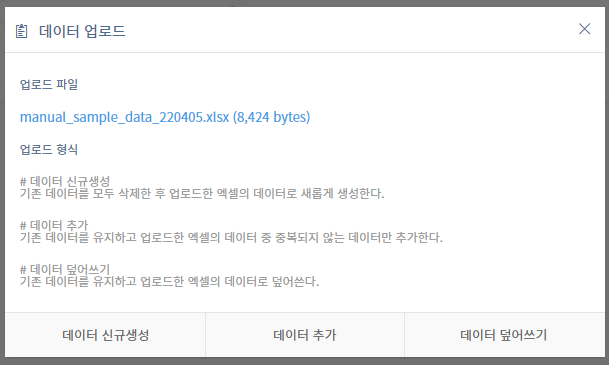 데이터 업로드
업로드 파일
manual_sample_data_220405.xlsx (8,424 bytes)
업로드 형식
# 데이터 신규생성
기존 데이터를 모두 삭제한 후 업로드한 엑셀의 데이터로 새롭게 생성한다.
# 데이터 추가
기존 데이터를 유지하고 업로드한 엑셀의 데이터 중 중복되지 않는 데이터만 추가한다.
# 데이터 덮어쓰기
기존 데이터를 유지하고 업로드한 엑셀의 데이터로 덮어쓴다.
데이터 신규생성 데이터 추가 데이터 덮어쓰기